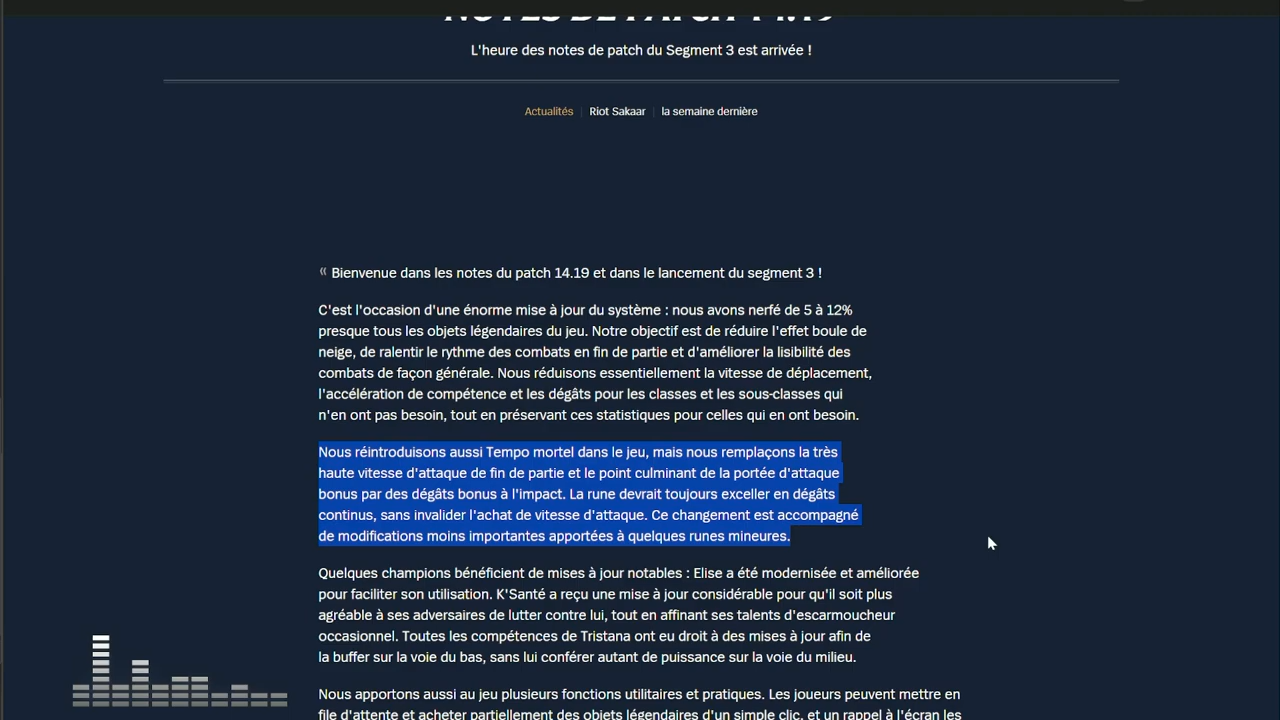 NOTES DE PATCH 14.19
L'heure des notes de patch du Segment 3 est arrivée !
Actualités | Riot Sakaar | la semaine dernière
« Bienvenue dans les notes du patch 14.19 et dans le lancement du segment 3 !
C'est l'occasion d'une énorme mise à jour du système : nous avons nerfé de 5 à 12%
presque tous les objets légendaires du jeu. Notre objectif est de réduire l'effet boule de
neige, de ralentir le rythme des combats en fin de partie et d'améliorer la lisibilité des
combats de façon générale. Nous réduisons essentiellement la vitesse de déplacement,
l'accélération de compétence et les dégâts pour les classes et les sous-classes qui
n'en ont pas besoin, tout en préservant ces statistiques pour celles qui en ont besoin.
Nous réintroduisons aussi Tempo mortel dans le jeu, mais nous remplaçons la très
haute vitesse d'attaque de fin de partie et le point culminant de la portée d'attaque
bonus par des dégâts bonus à l'impact. La rune devrait toujours exceller en dégâts
continus, sans invalider l'achat de vitesse d'attaque. Ce changement est accompagné
de modifications moins importantes apportées à quelques runes mineures.
Quelques champions bénéficient de mises à jour notables : Elise a été modernisée et améliorée
pour faciliter son utilisation. K'Santé a reçu une mise à jour considérable pour qu'il soit plus
agréable à ses adversaires de lutter contre lui, tout en affinant ses talents d'escarmoucheur
occasionnel. Toutes les compétences de Tristana ont eu droit à des mises à jour afin de
la buffer sur la voie du bas, sans lui conférer autant de puissance sur la voie du milieu.
Nous apportons aussi au jeu plusieurs fonctions utilitaires et pratiques. Les joueurs peuvent mettre en
file d'attente et acheter partiellement des objets légendaires d'un simple clic, et un rappel à l'écran les